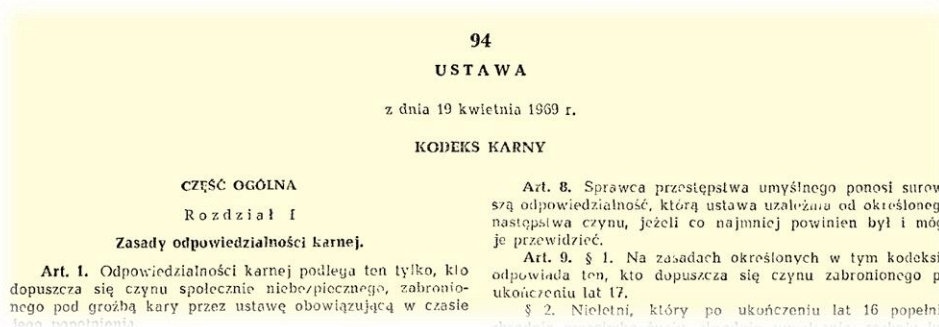 94
USTAWA
z dnia 19 kwietnia 1969 r.
KODEKS KARNY
CZĘŚĆ OGÓLNA
Rozdział I
Zasady odpowiedzialności karnej.
Art. 1. Odpowiedzialności karnej podlega ten tylko, kto
dopuszcza się czynu społecznie niebezpiecznego, zabronio-
nego pod groźbą kary przez ustawę obowiązującą w czasie
jego popełnienia.
Art. 8. Sprawca przestępstwa umyślnego ponosi surow
szą odpowiedzialność, którą ustawa uzależnia od określoneg
następstwa czynu, jeżeli co najmniej powinien był i móg
je przewidzieć.
Art. 9. § 1. Na zasadach określonych w tym kodeksi
odpowiada ten, kto dopuszcza się czynu zabronionego p
ukończeniu lat 17.
§ 2. Nieletni, który po ukończeniu lat 16 popełni